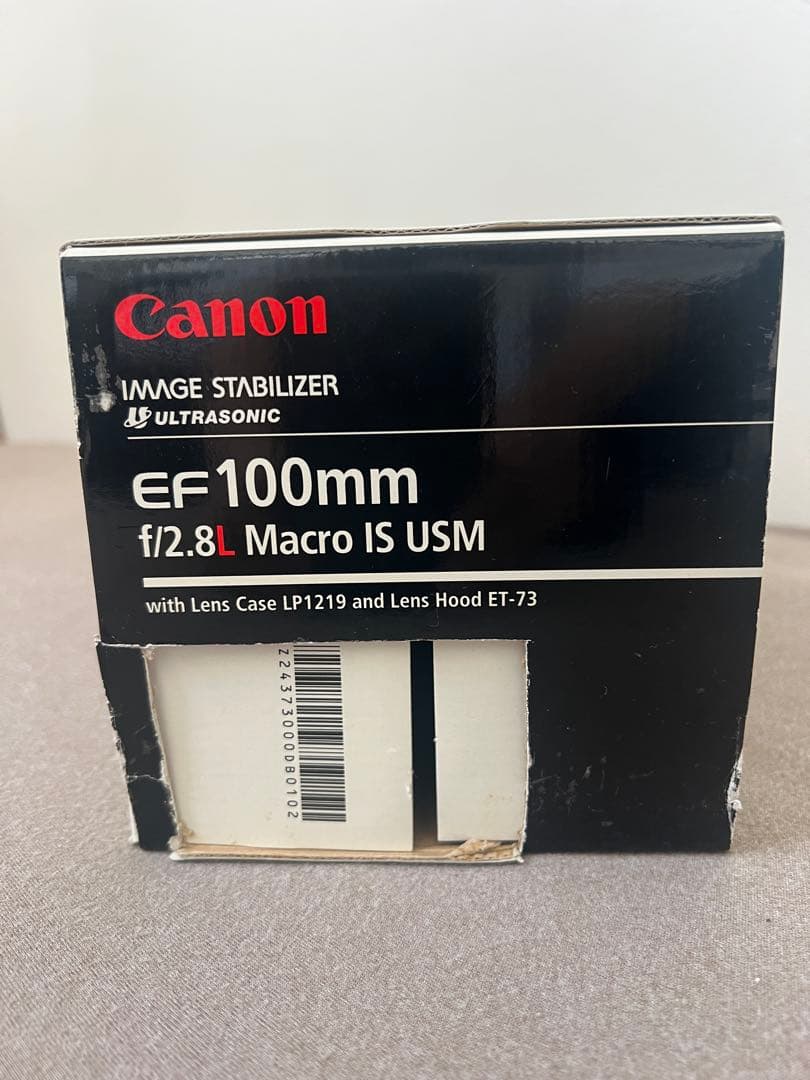 Canon
IMAGE STABILIZER
ULTRASONIC
EF100mm
f/2.8L Macro IS USM
with Lens Case LP1219 and Lens Hood ET-73
Z24373000DB0102